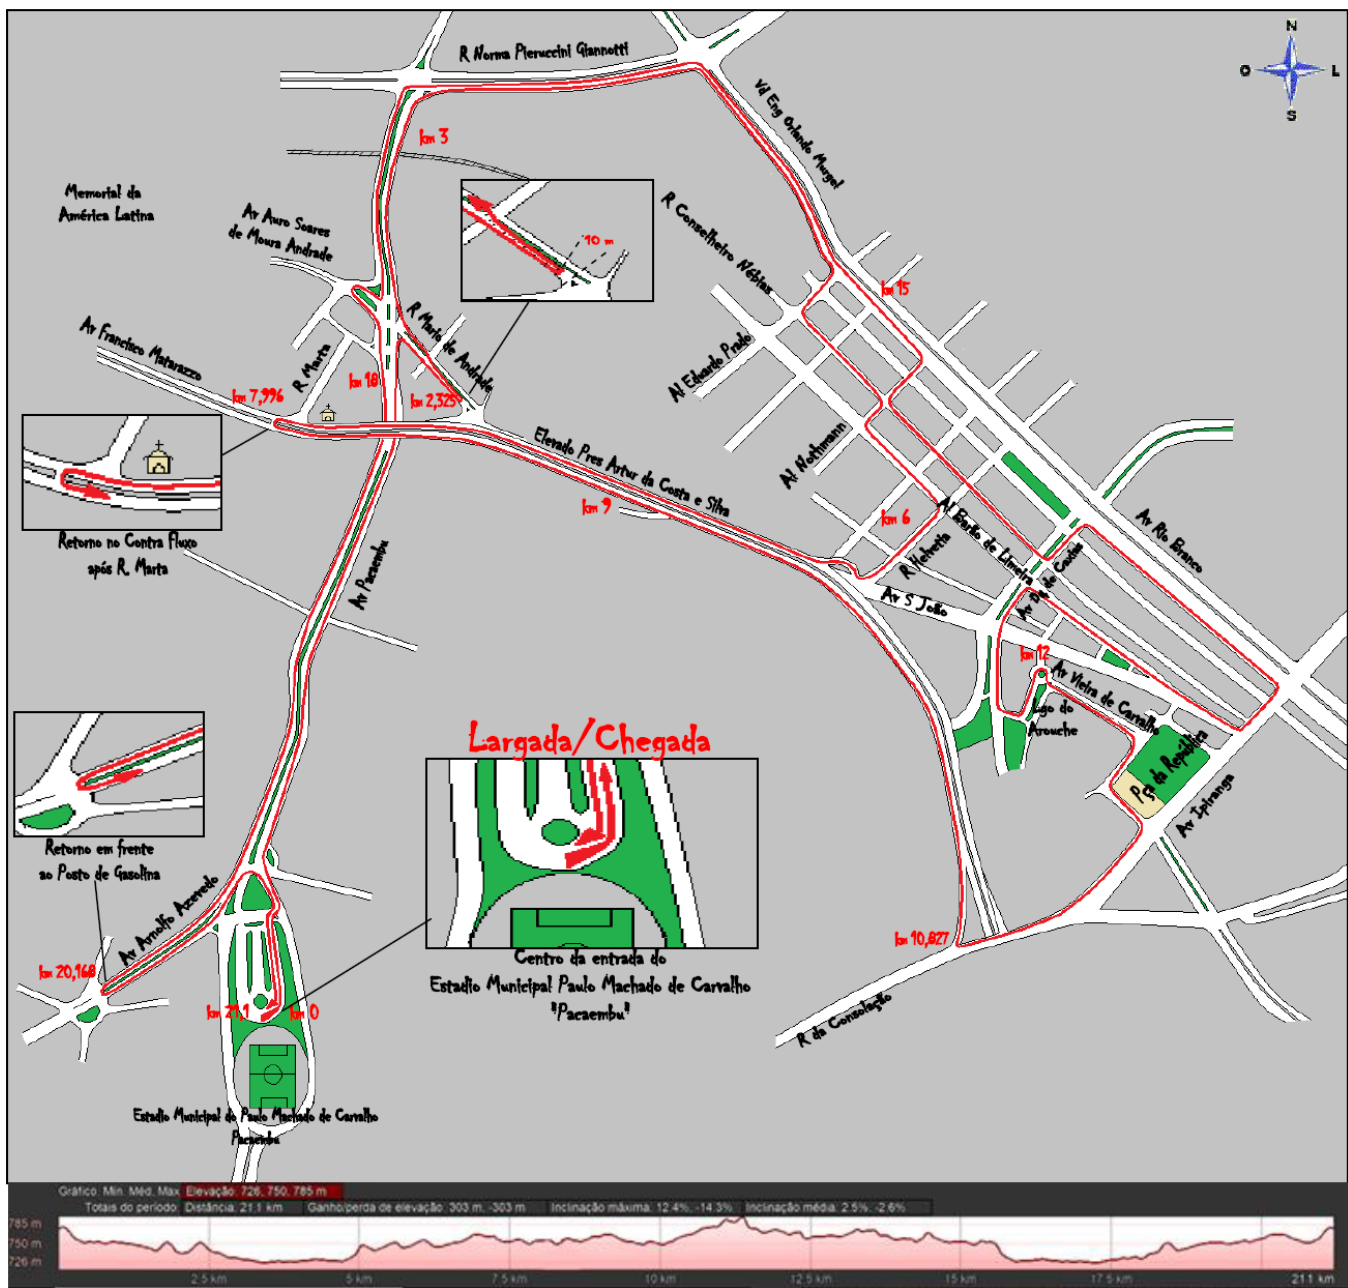 N
O
L
S
R Norma Pieruccini Giannotti
Vd Eng Orlando Murgel
km 3
Memorial da
América Latina
Av Auro Soares
de Moura Andrade
10 m
R Conselheiro Nébias
km 15
Av Francisco Matarazzo
R Marta
R Mario de Andrade
Al Eduardo Prado
km 7,996
km 18
km 2,325
Elevado Pres Artur da Costa e Silva
Al Nothmann
km 9
km 6
Al Barão de Limeira
Av Rio Branco
Retorno no Contra Fluxo
após R. Marta
R Helvetia
Av Dq de Caxias
Av Pacaembu
Av S João
km 12
Av Vieira de Carvalho
Lgo do
Arouche
Pça da República
Av Ipiranga
Largada/Chegada
Retorno em frente
ao Posto de Gasolina
Av Arnolfo Azevedo
km 10,827
km 20,168
Centro da entrada do
Estadio Municipal Paulo Machado de Carvalho
"Pacaembu"
km 21,1
km 0
R da Consolação
Estadio Municipal do Paulo Machado de Carvalho
Pacaembu
Gráfico: Mín, Méd, Máx Elevação: 726, 750, 785 m
Totais do período: Distância: 21.1 km Ganho/perda de elevação: 303 m, -303 m Inclinação máxima: 12.4%, -14.3% Inclinação média: 2.5%, -2.6%
785 m
750 m
726 m
2.5 km
5 km
7.5 km
10 km
12.5 km
15 km
17.5 km
21.1 km